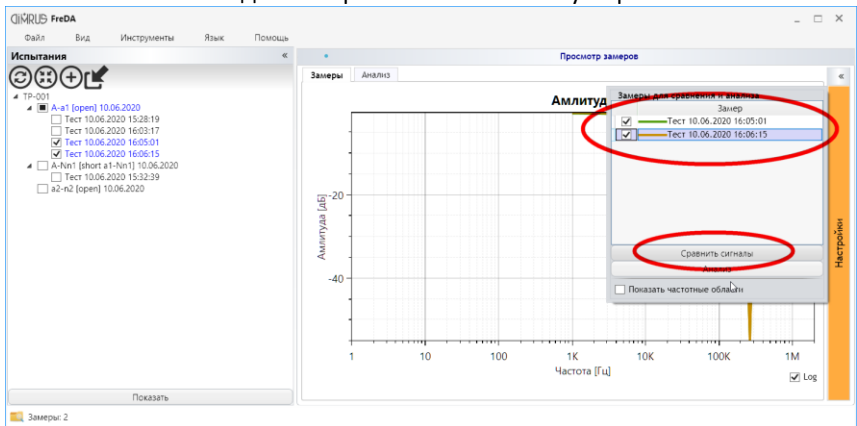 DIMRUS FreDA
Файл Вид Инструменты Язык Помощь
Испытания «
TP-001
A-a1 [open] 10.06.2020
Тест 10.06.2020 15:28:19
Тест 10.06.2020 16:03:17
Тест 10.06.2020 16:05:01
Тест 10.06.2020 16:06:15
A-Nn1 [short a1-Nn1] 10.06.2020
Тест 10.06.2020 15:32:39
a2-n2 [open] 10.06.2020
Показать
Замеры: 2
Просмотр замеров
Замеры Анализ «
Амлитуд
Замеры для сравнения и анализа
Замер
Тест 10.06.2020 16:05:01
Тест 10.06.2020 16:06:15
Сравнить сигналы
Анализ
Показать частотные области
Настройки
Амлитуда [дБ]
-20
-40
1 10 100 1K 10K 100K 1M
Частота [Гц]
Log